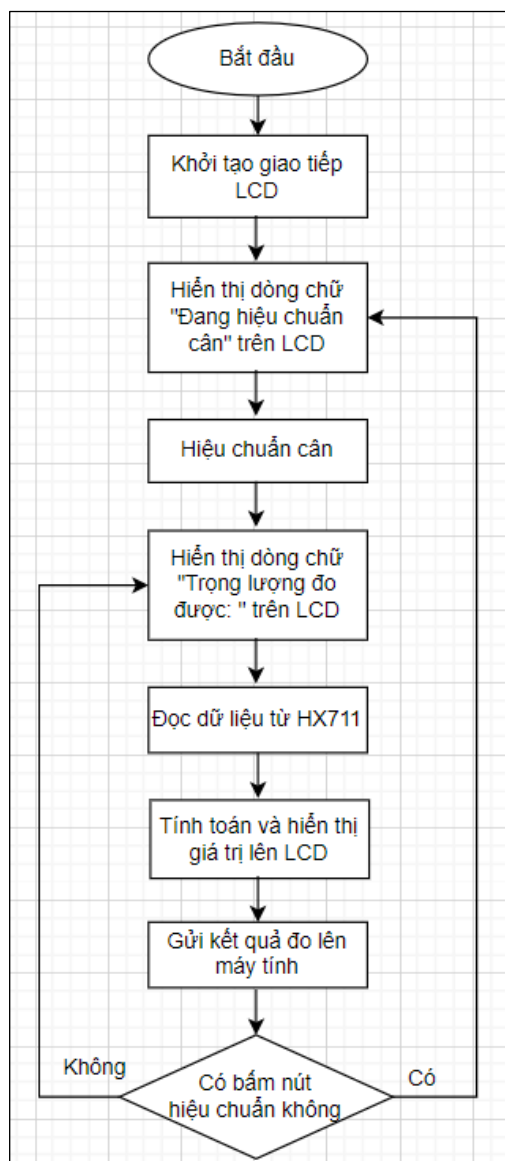 Bắt đầu
Khởi tạo giao tiếp
LCD
Hiển thị dòng chữ
"Đang hiệu chuẩn
cân" trên LCD
Hiệu chuẩn cân
Hiển thị dòng chữ
"Trọng lượng đo
được: " trên LCD
Đọc dữ liệu từ HX711
Tính toán và hiển thị
giá trị lên LCD
Gửi kết quả đo lên
máy tính
Không
Có bấm nút
hiệu chuẩn không
Có